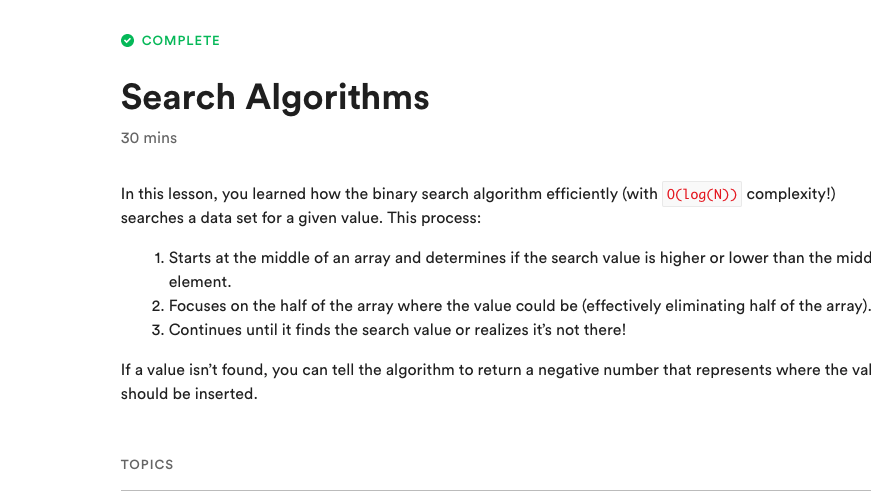 COMPLETE
Search Algorithms
30 mins
In this lesson, you learned how the binary search algorithm efficiently (with O(log(N)) complexity!)
searches a data set for a given value. This process:
1. Starts at the middle of an array and determines if the search value is higher or lower than the midd
element.
2. Focuses on the half of the array where the value could be (effectively eliminating half of the array).
3. Continues until it finds the search value or realizes it’s not there!
If a value isn’t found, you can tell the algorithm to return a negative number that represents where the val
should be inserted.
TOPICS